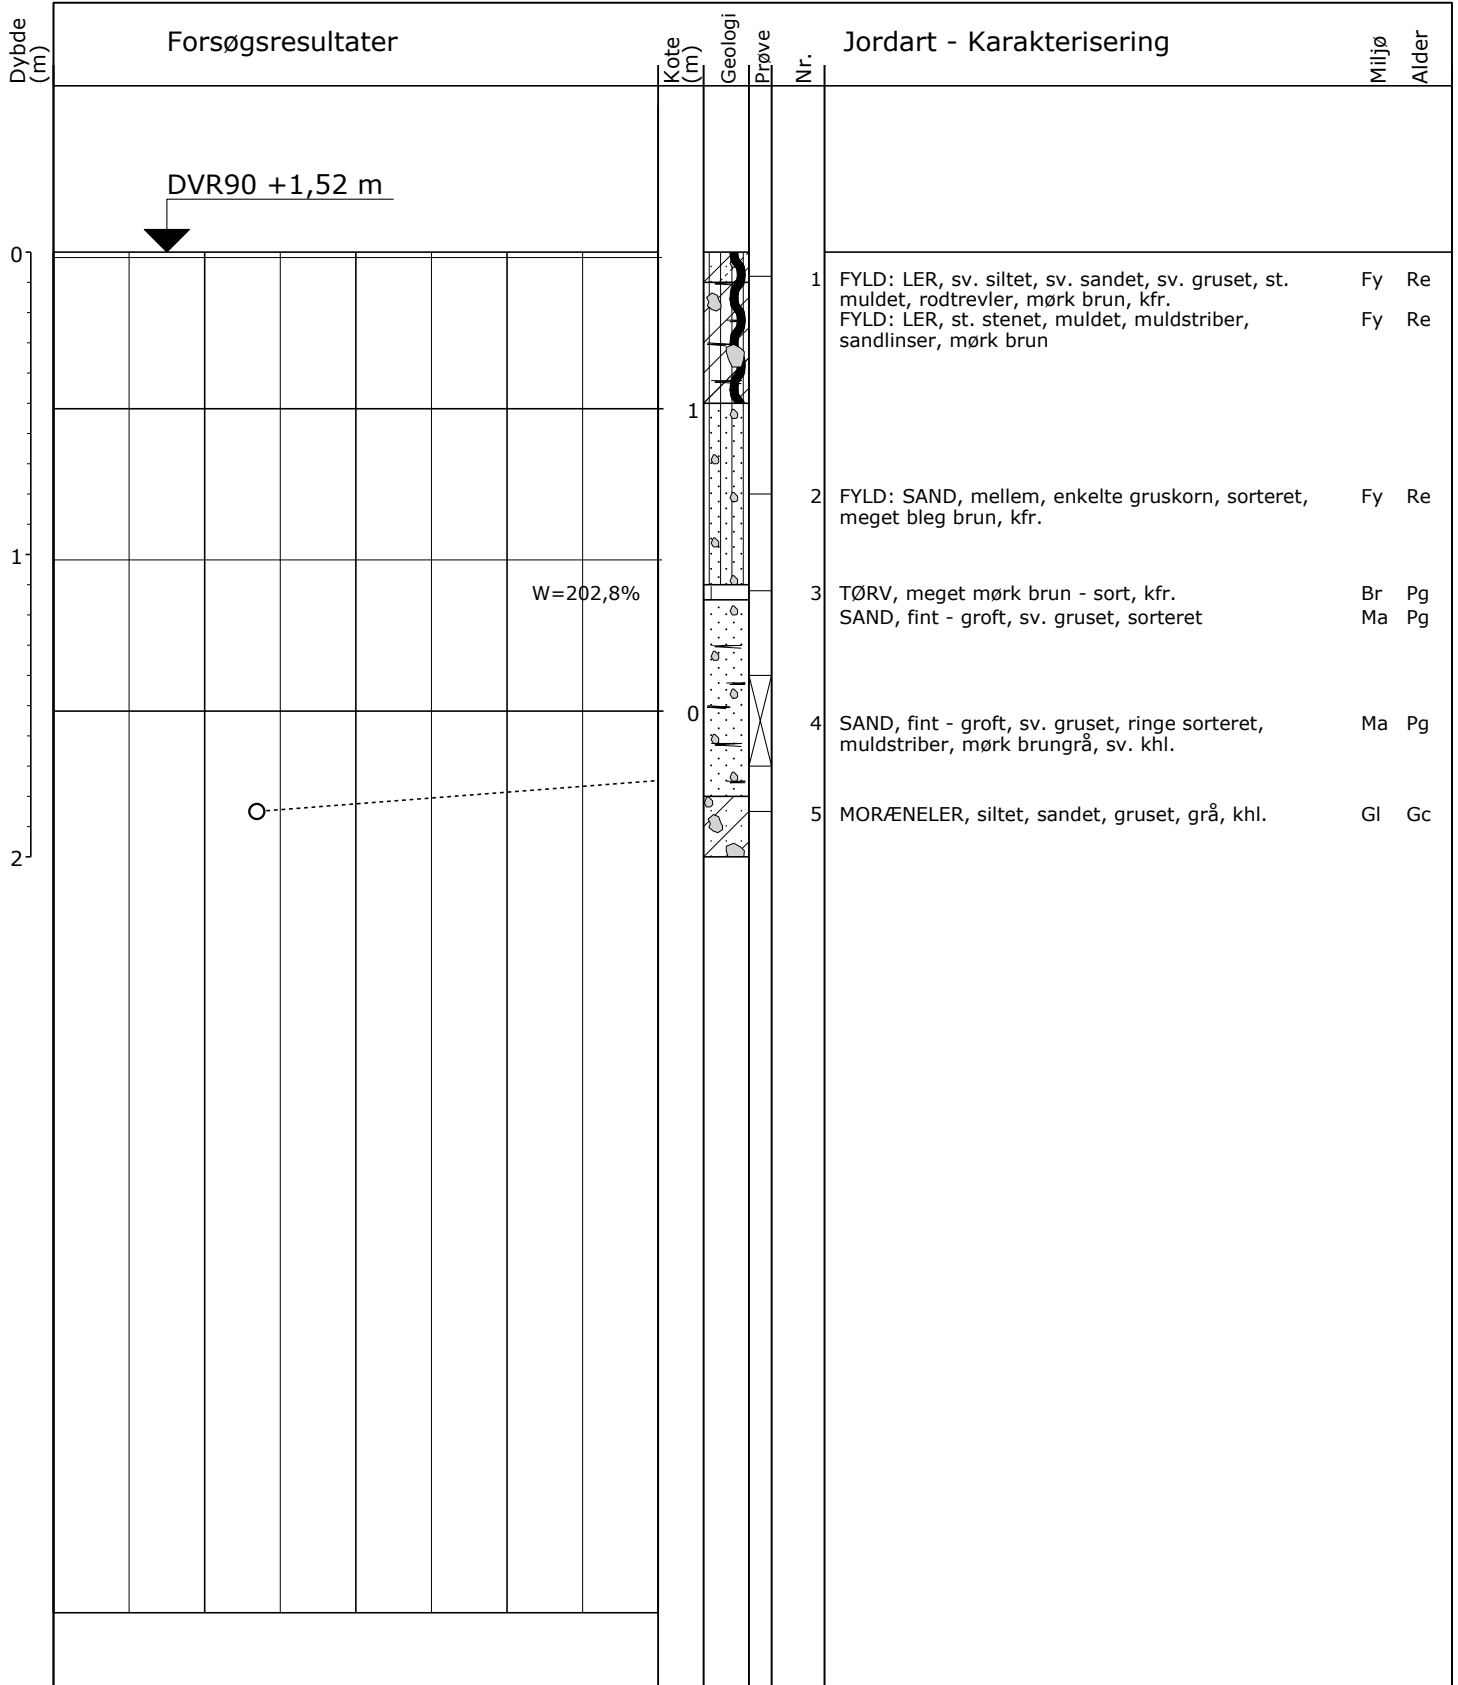 Dybde
(m)
Forsøgsresultater
Kote
(m)
Geologi
Prøve
Nr.
Jordart - Karakterisering
Miljø
Alder
DVR90 +1,52 m
0
1 FYLD: LER, sv. siltet, sv. sandet, sv. gruset, st. Fy Re
muldet, rodtrevler, mørk brun, kfr.
FYLD: LER, st. stenet, muldet, muldstriber, Fy Re
sandlinser, mørk brun
1
2 FYLD: SAND, mellem, enkelte gruskorn, sorteret, Fy Re
meget bleg brun, kfr.
1
W=202,8% 3 TØRV, meget mørk brun - sort, kfr. Br Pg
SAND, fint - groft, sv. gruset, sorteret Ma Pg
0
4 SAND, fint - groft, sv. gruset, ringe sorteret, Ma Pg
muldstriber, mørk brungrå, sv. khl.
5 MORÆNELER, siltet, sandet, gruset, grå, khl. Gl Gc
2